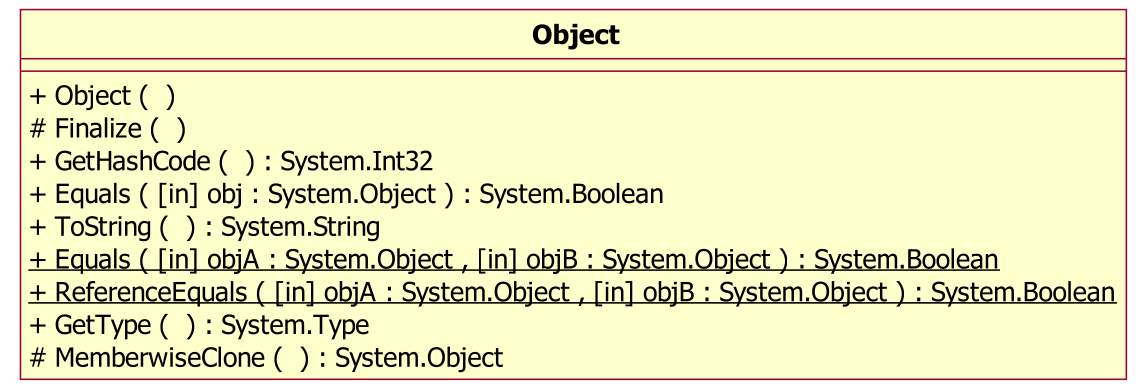 Object
+ Object (  )
# Finalize (  )
+ GetHashCode (  ) : System.Int32
+ Equals ( [in] obj : System.Object ) : System.Boolean
+ ToString (  ) : System.String
+ Equals ( [in] objA : System.Object , [in] objB : System.Object ) : System.Boolean
+ ReferenceEquals ( [in] objA : System.Object , [in] objB : System.Object ) : System.Boolean
+ GetType (  ) : System.Type
# MemberwiseClone (  ) : System.Object